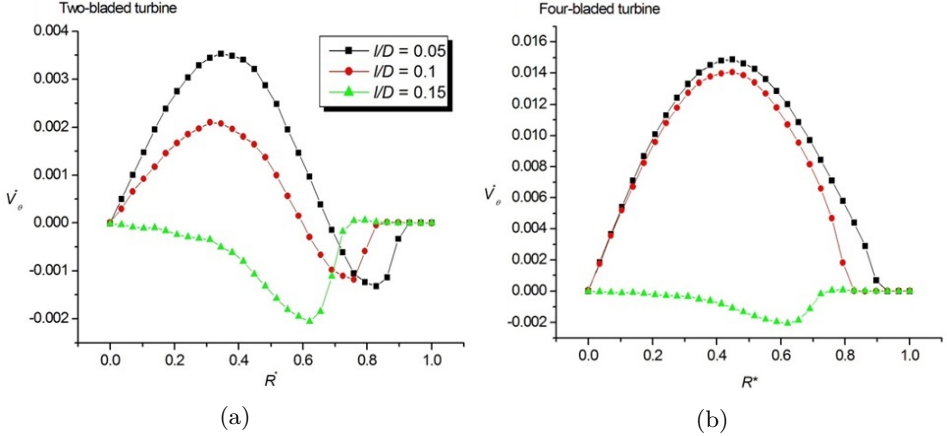 Two-bladed turbine
0.004
0.003
0.002
0.001
0.000
-0.001
-0.002
V*θ
l/D = 0.05
l/D = 0.1
l/D = 0.15
0.0 0.2 0.4 0.6 0.8 1.0
R*
(a)
Four-bladed turbine
0.016
0.014
0.012
0.010
0.008
0.006
0.004
0.002
0.000
-0.002
V*θ
0.0 0.2 0.4 0.6 0.8 1.0
R*
(b)